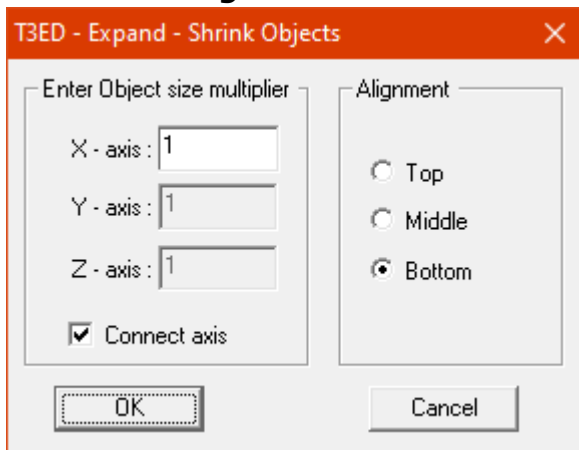 T3ED - Expand - Shrink Objects
Enter Object size multiplier
X - axis : 1
Y - axis : 1
Z - axis : 1
Connect axis
Alignment
Top
Middle
Bottom
OK
Cancel